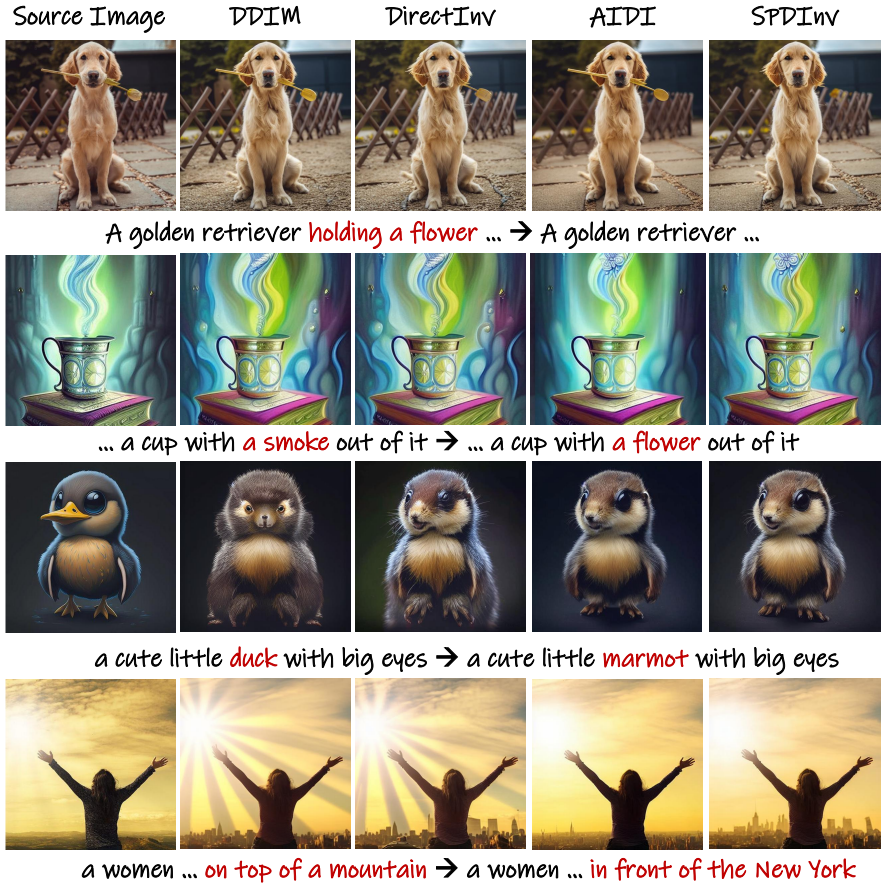 Source Image DDIM DirectInv AIDI SPDInv
A golden retriever holding a flower ... → A golden retriever ...
... a cup with a smoke out of it → ... a cup with a flower out of it
a cute little duck with big eyes → a cute little marmot with big eyes
a women ... on top of a mountain → a women ... in front of the New York